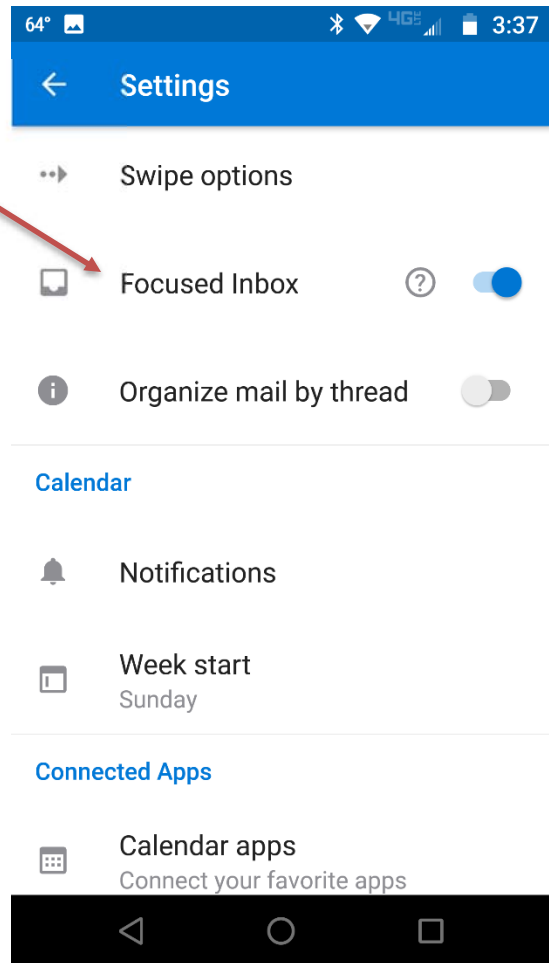 64° 4GE 3:37
Settings
Swipe options
Focused Inbox ?
Organize mail by thread
Calendar
Notifications
Week start
Sunday
Connected Apps
Calendar apps
Connect your favorite apps